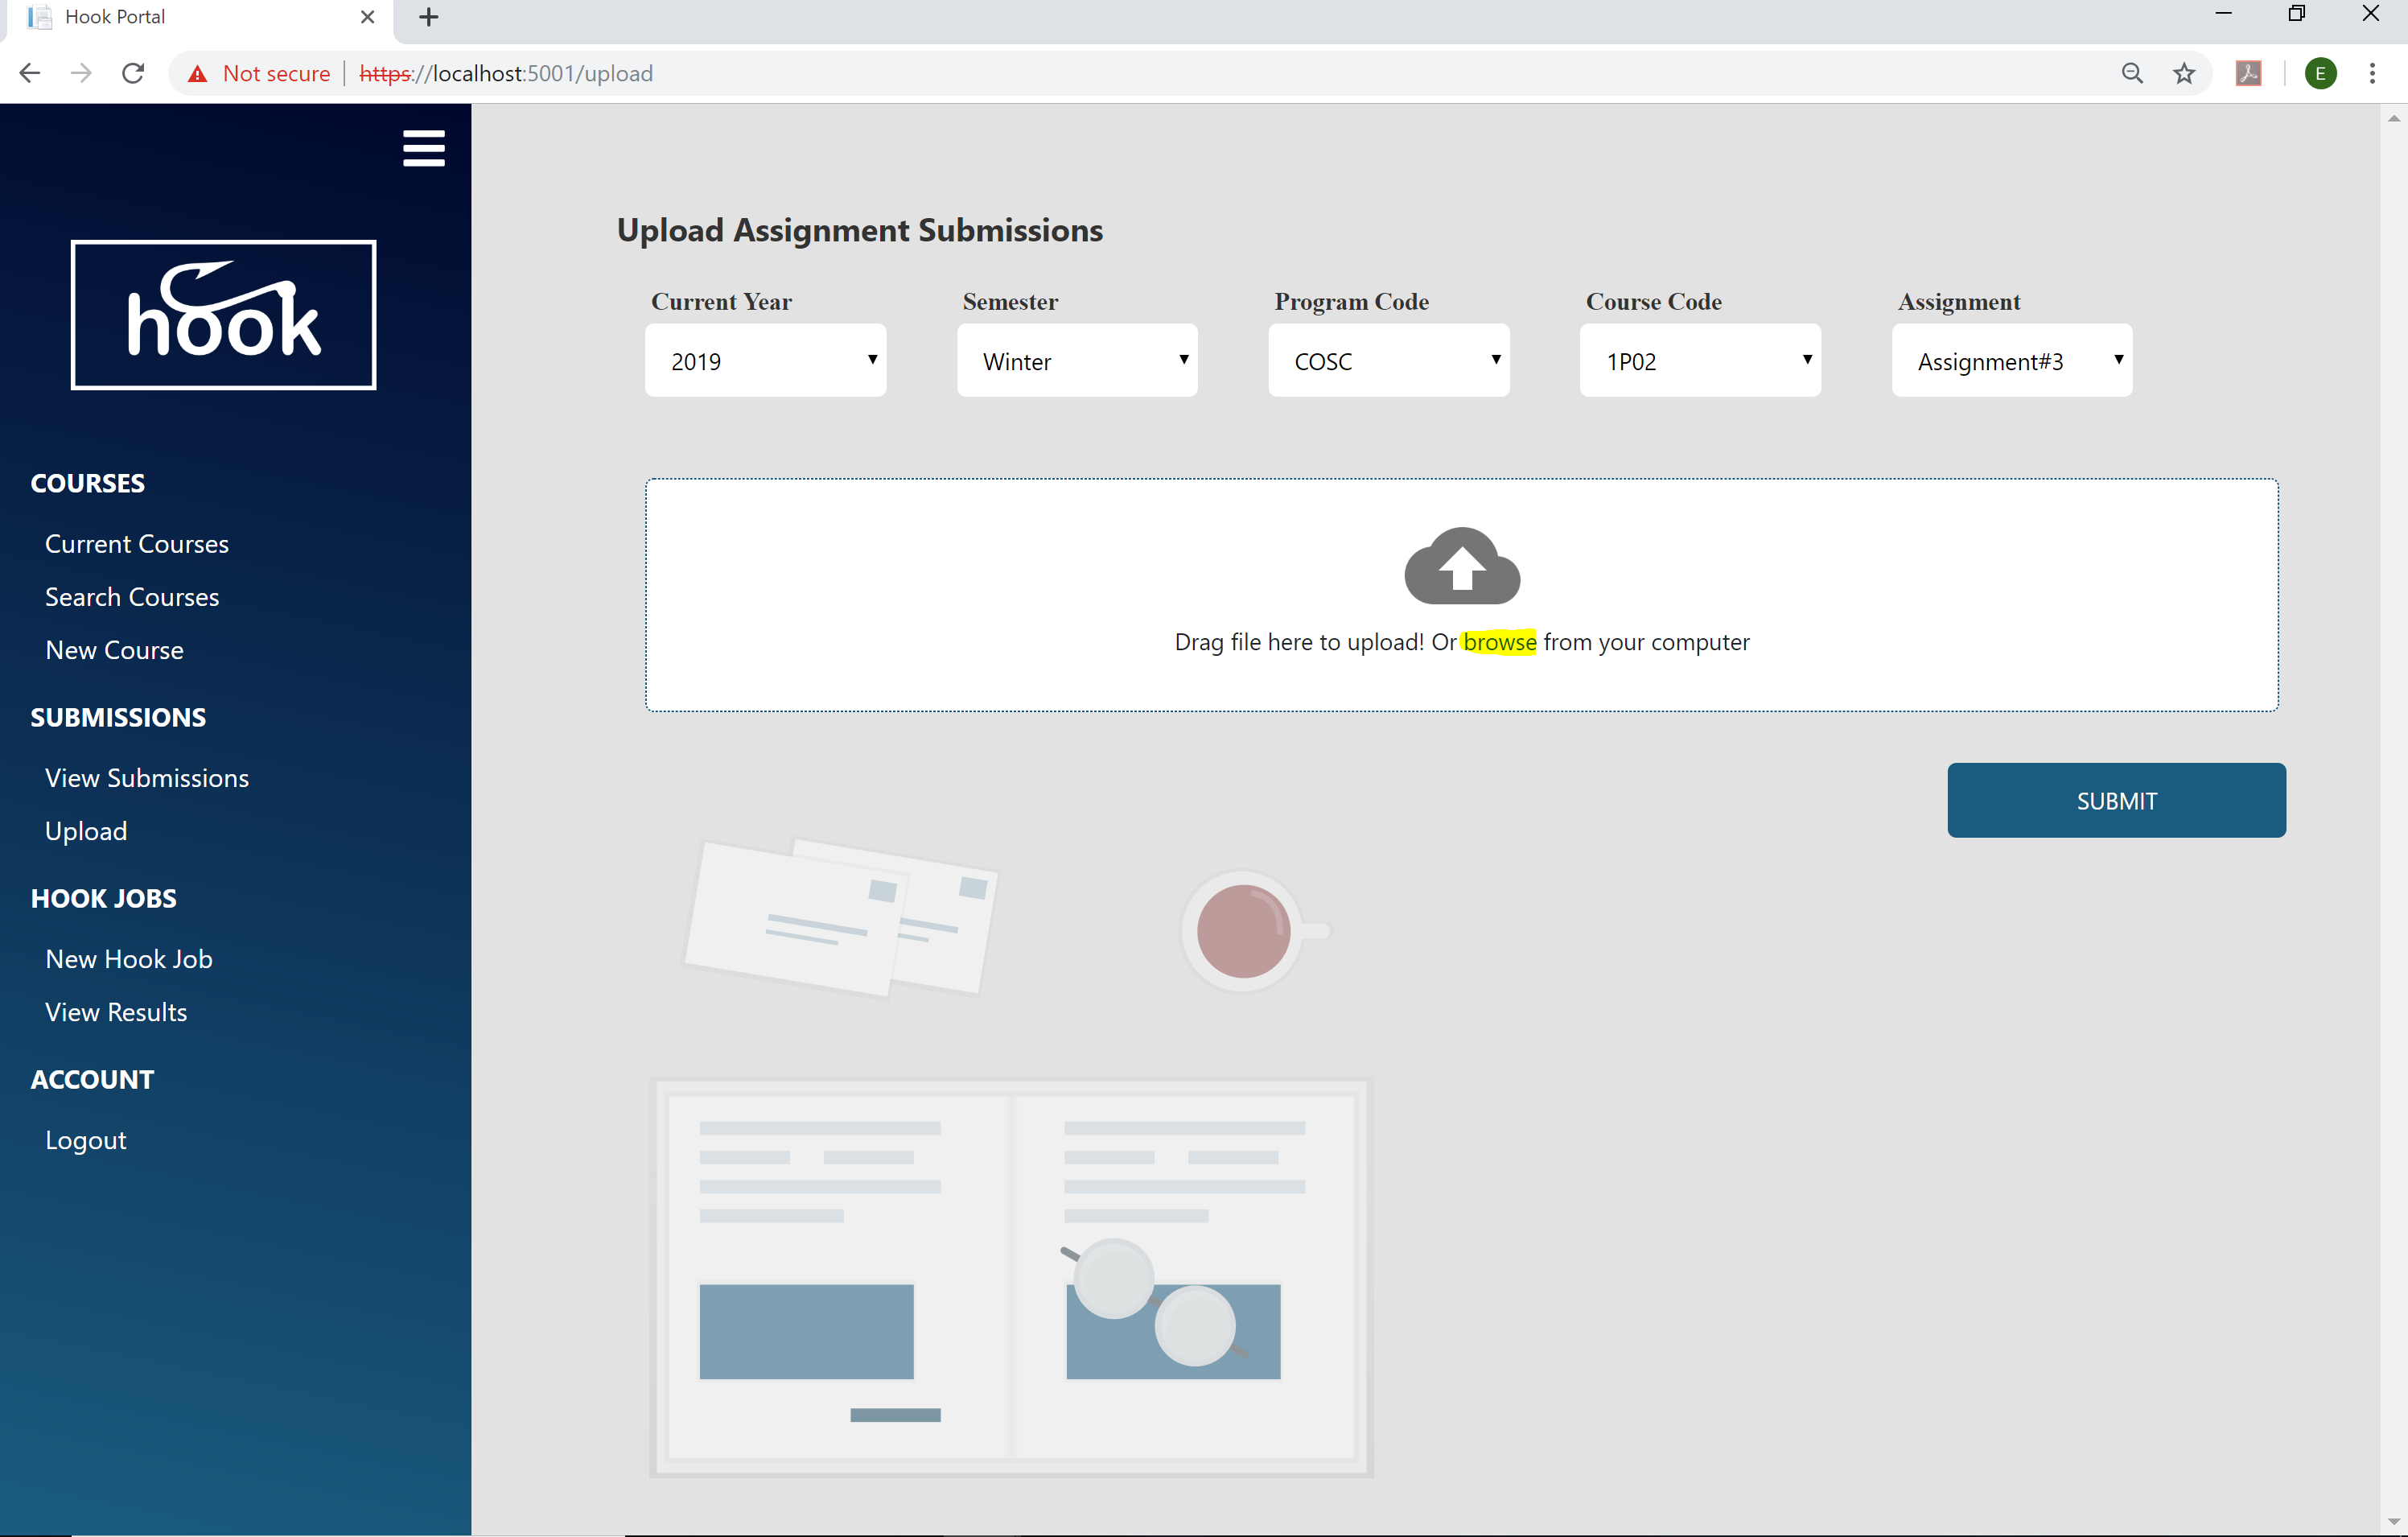 Hook Portal
Not secure https://localhost:5001/upload
E
hook
COURSES
Current Courses
Search Courses
New Course
SUBMISSIONS
View Submissions
Upload
HOOK JOBS
New Hook Job
View Results
ACCOUNT
Logout
Upload Assignment Submissions
Current Year Semester Program Code Course Code Assignment
2019 Winter COSC 1P02 Assignment#3
Drag file here to upload! Or browse from your computer
SUBMIT